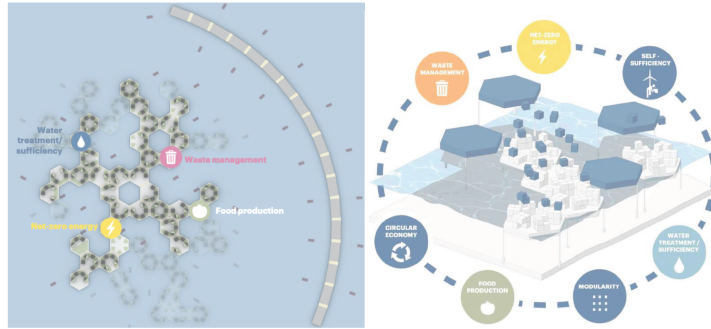 Water
treatment/
sufficiency
Waste management
Food production
Net-zero energy
NET-ZERO
ENERGY
WASTE
MANAGEMENT
SELF -
SUFFICIENCY
CIRCULAR
ECONOMY
WATER
TREATMENT /
SUFFICIENCY
FOOD
PRODUCTION
MODULARITY